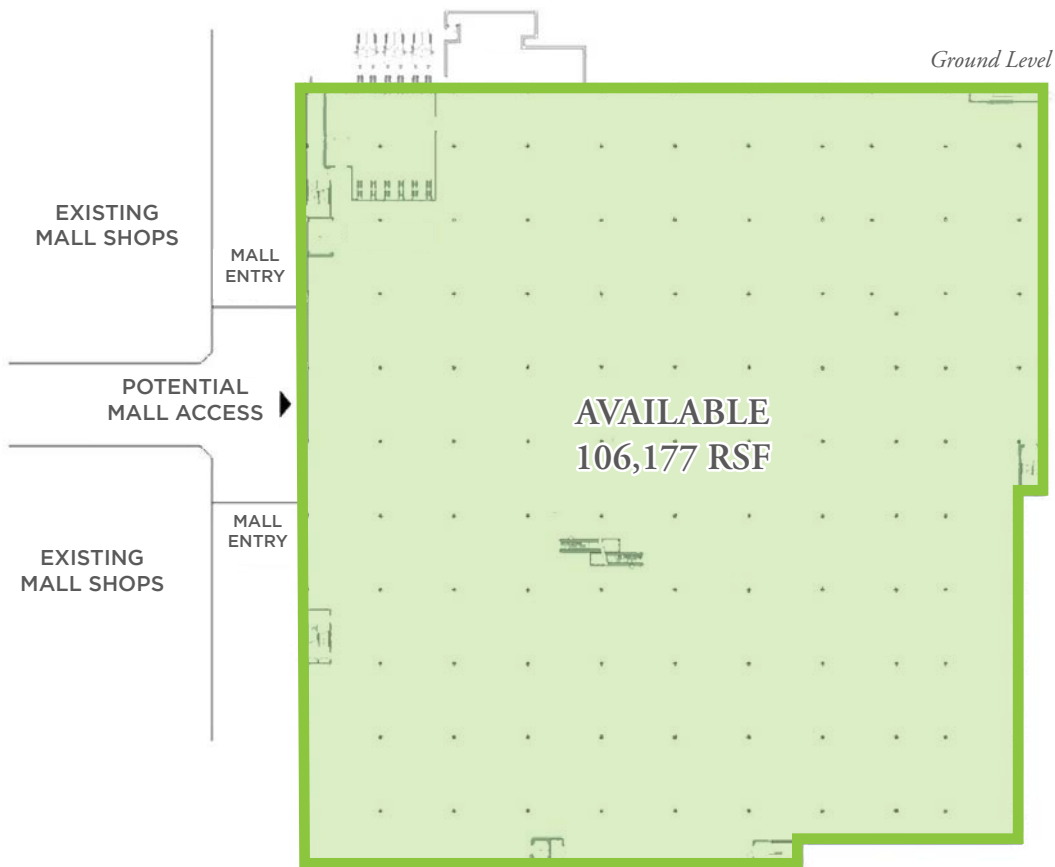 Ground Level
EXISTING
MALL SHOPS
MALL
ENTRY
POTENTIAL
MALL ACCESS
AVAILABLE
106,177 RSF
MALL
ENTRY
EXISTING
MALL SHOPS